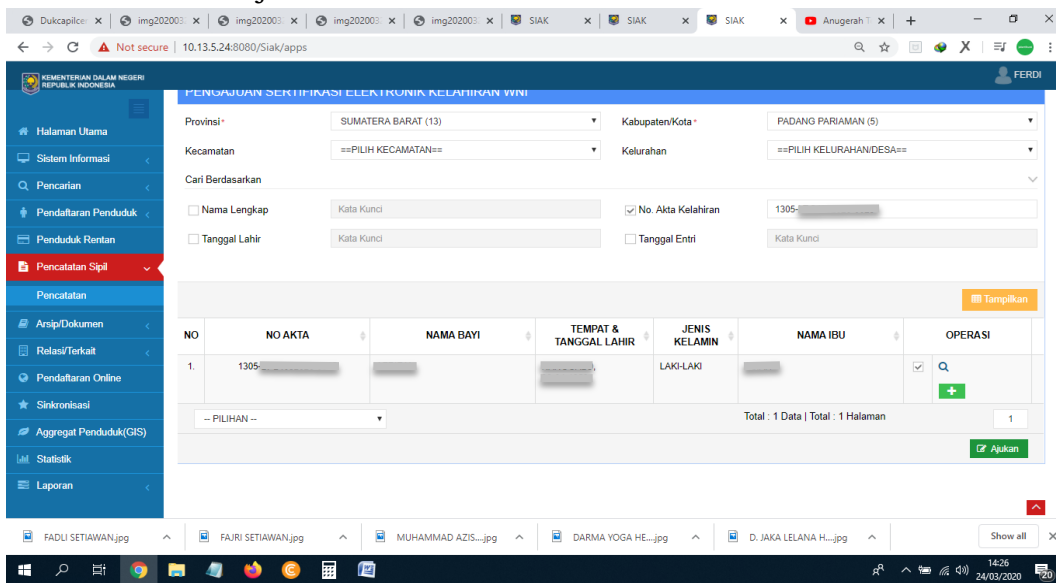 Dukcapilce
img202003
img202003
img202003
img202003
SIAK
SIAK
SIAK
Anugerah T
Not secure | 10.13.5.24:8080/Siak/apps
KEMENTERIAN DALAM NEGERI
REPUBLIK INDONESIA
FERDI
PENGAJUAN SERTIFIKASI ELEKTRONIK KELAHIRAN WNI
Halaman Utama
Sistem Informasi
Pencarian
Pendaftaran Penduduk
Penduduk Rentan
Pencatatan Sipil
Pencatatan
Arsip/Dokumen
Relasi/Terkait
Pendaftaran Online
Sinkronisasi
Aggregat Penduduk(GIS)
Statistik
Laporan
Provinsi* SUMATERA BARAT (13) Kabupaten/Kota* PADANG PARIAMAN (5)
Kecamatan ==PILIH KECAMATAN== Kelurahan ==PILIH KELURAHAN/DESA==
Cari Berdasarkan
Nama Lengkap Kata Kunci No. Akta Kelahiran 1305-
Tanggal Lahir Kata Kunci Tanggal Entri Kata Kunci
Tampilkan
NO NO AKTA NAMA BAYI TEMPAT & TANGGAL LAHIR JENIS KELAMIN NAMA IBU OPERASI
1. 1305- LAKI-LAKI
-- PILIHAN -- Total : 1 Data | Total : 1 Halaman 1
Ajukan
FADLI SETIAWAN.jpg FAJRI SETIAWAN.jpg MUHAMMAD AZIS....jpg DARMA YOGA HE....jpg D. JAKA LELANA H....jpg Show all
14:26
24/03/2020
20